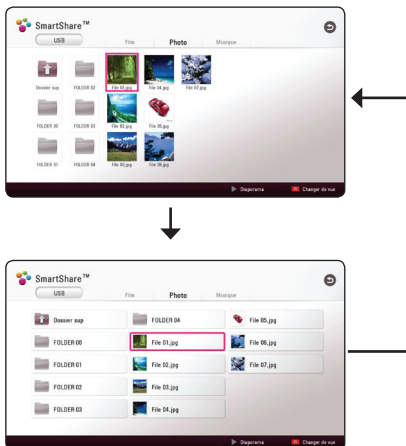 SmartShare™
USB
Film Photo Musique
Dossier sup FOLDER 02 File 01.jpg File 04.jpg File 07.jpg
FOLDER 00 FOLDER 03 File 02.jpg File 05.jpg
FOLDER 01 FOLDER 04 File 03.jpg File 06.jpg
Diaporama Changer de vue
SmartShare™
USB
Film Photo Musique
Dossier sup FOLDER 04 File 05.jpg
FOLDER 00 File 01.jpg File 06.jpg
FOLDER 01 File 02.jpg File 07.jpg
FOLDER 02 File 03.jpg
FOLDER 03 File 04.jpg
Diaporama Changer de vue